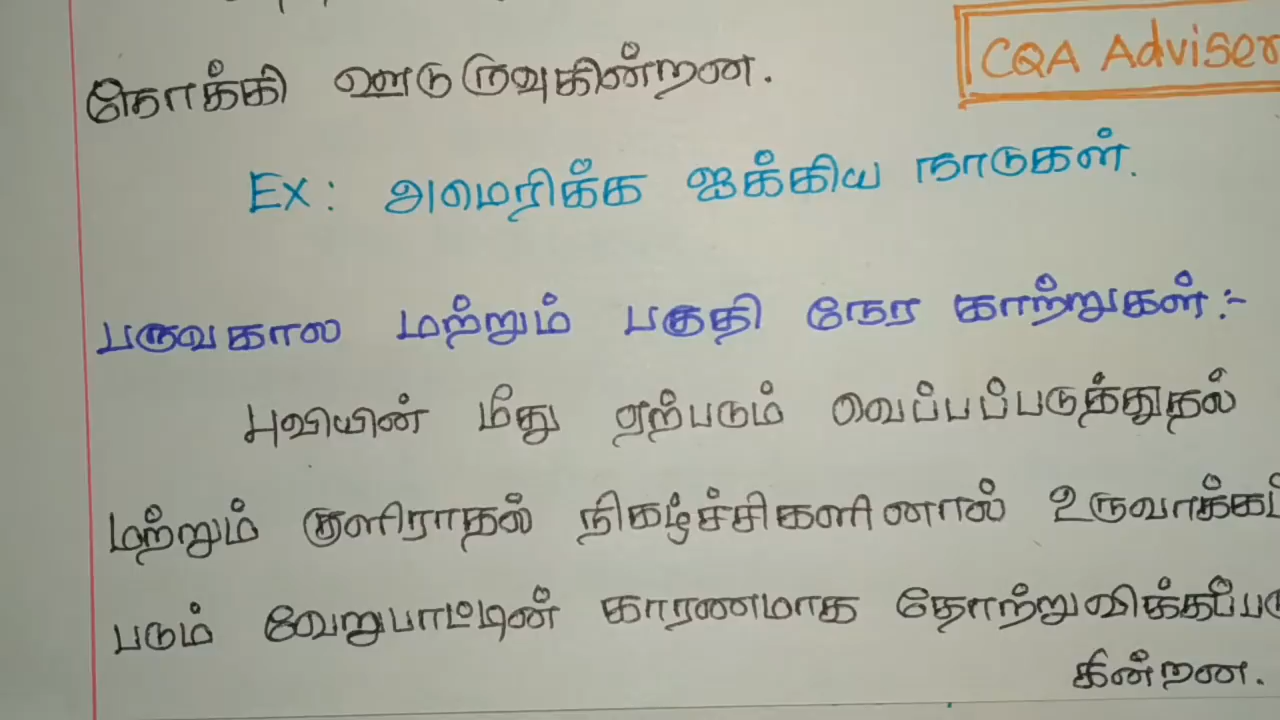 நோக்கி ஊடுருவுகின்றன.
CQA Adviser
EX: அமெரிக்க ஐக்கிய நாடுகள்.
பருவகால மற்றும் பகுதி நேர காற்றுகள்:-
புவியின் மீது ஏற்படும் வெப்பப்படுத்துதல்
மற்றும் குளிராதல் நிகழ்ச்சிகளினால் உருவாக்கப்
படும் வேறுபாட்டின் காரணமாக தோற்றுவிக்கப்படு
கின்றன.